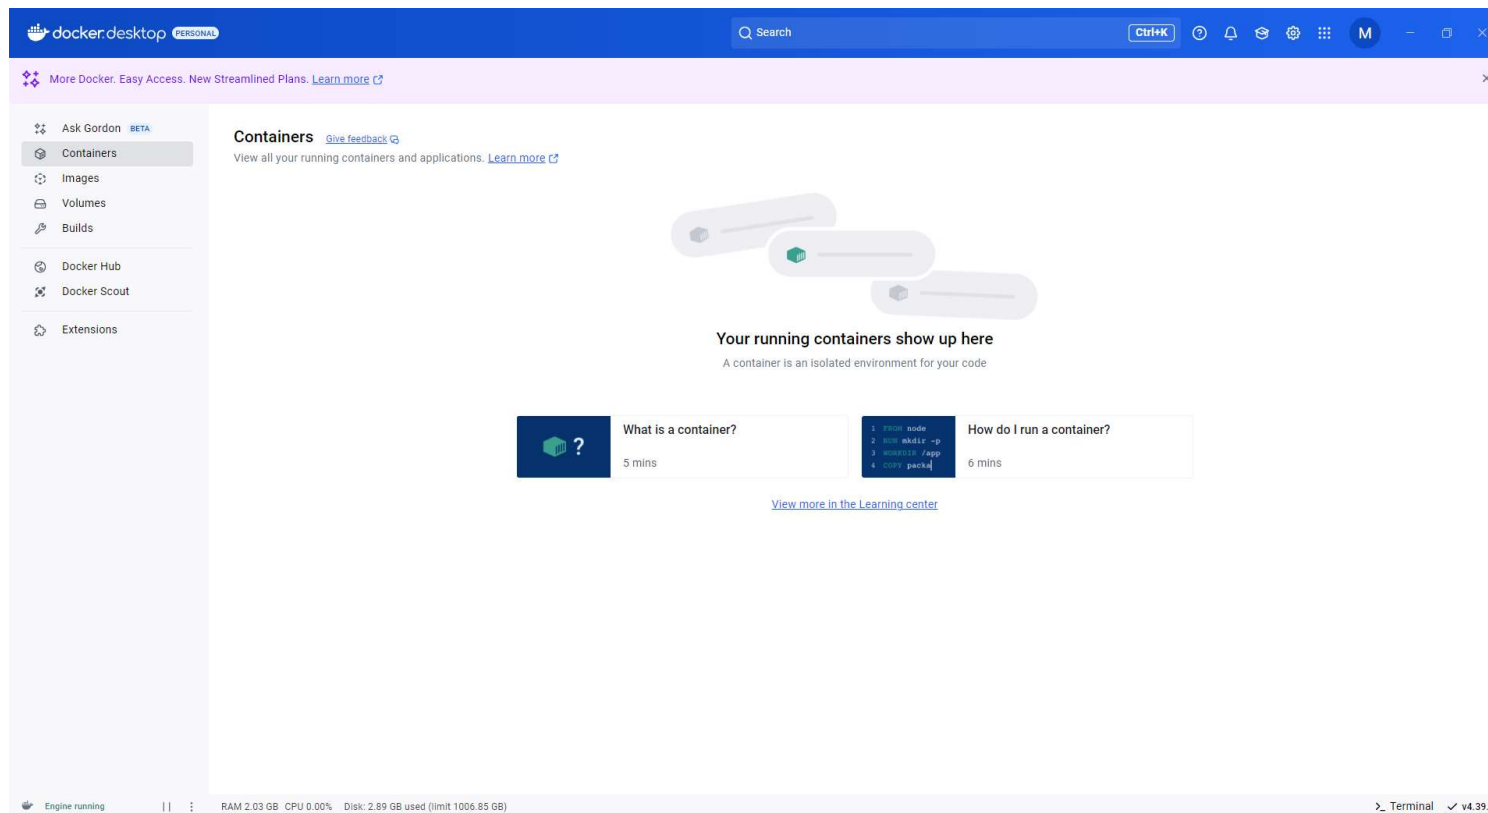 docker.desktop PERSONAL
Search
Ctrl+K
M
More Docker. Easy Access. New Streamlined Plans. Learn more
Ask Gordon BETA
Containers
Images
Volumes
Builds
Docker Hub
Docker Scout
Extensions
Containers Give feedback
View all your running containers and applications. Learn more
Your running containers show up here
A container is an isolated environment for your code
?
1 FROM node
2 RUN mkdir -p
3 WORKDIR /app
4 COPY packa
What is a container?
5 mins
How do I run a container?
6 mins
View more in the Learning center
Engine running
RAM 2.03 GB CPU 0.00% Disk: 2.89 GB used (limit 1006.85 GB)
>_ Terminal
v4.39.